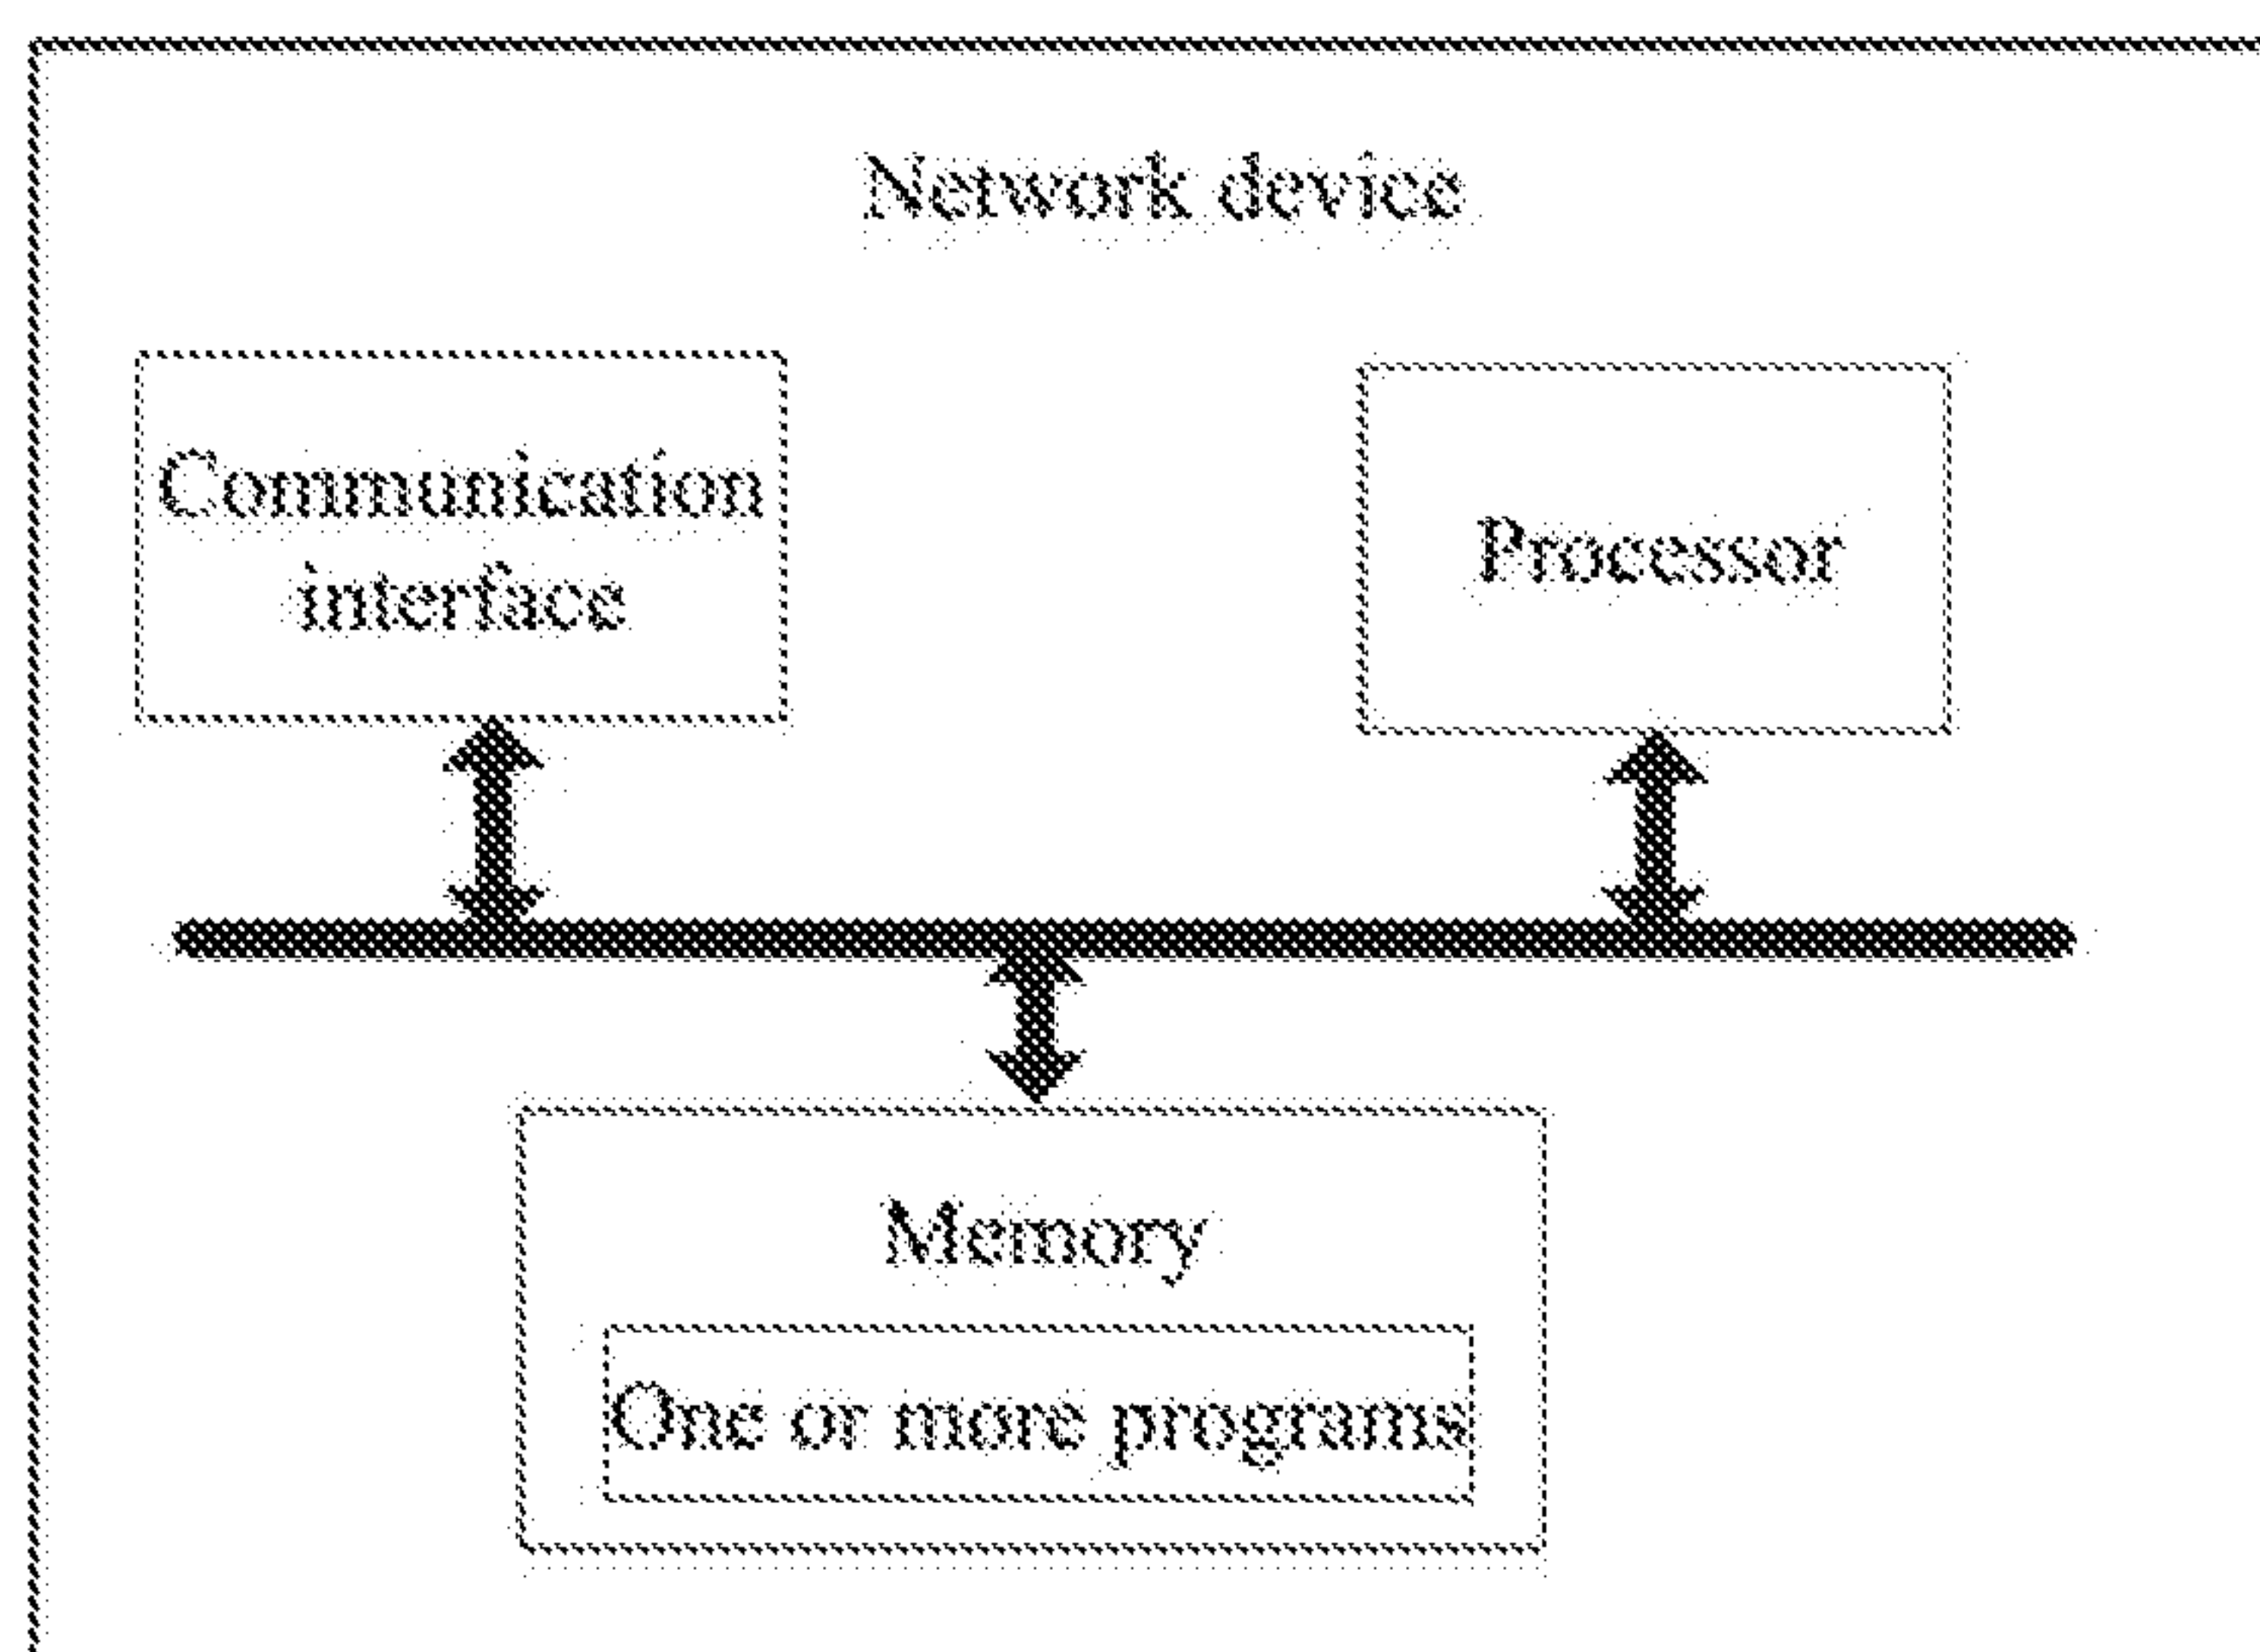 Network device
Communication
interface
Processor
Memory
One or more programs